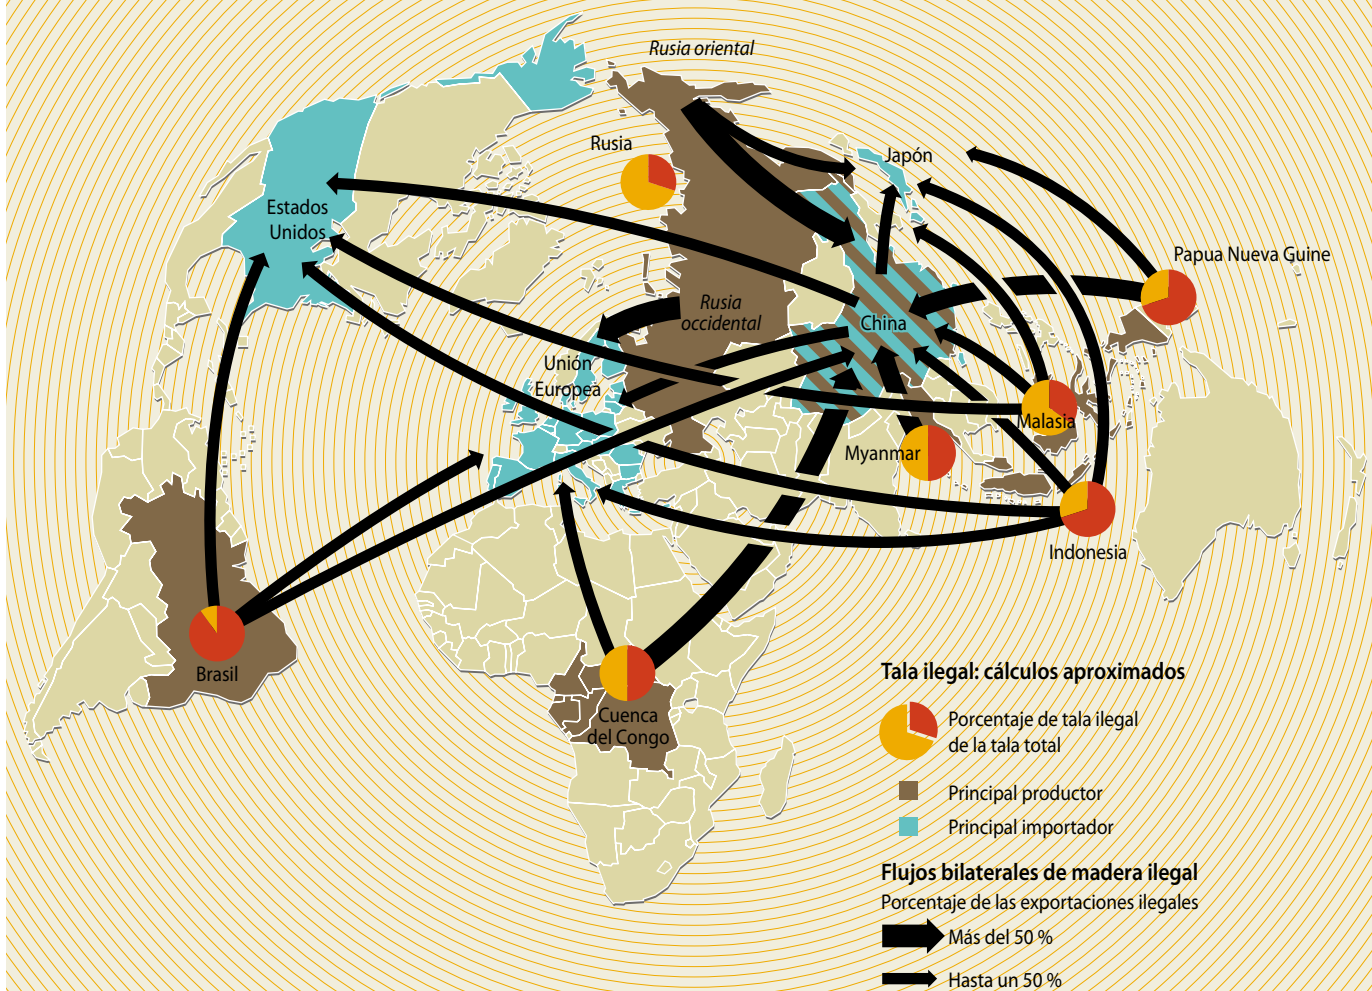 Rusia oriental
Rusia
Japón
Estados
Unidos
Papua Nueva Guine
Rusia
occidental
China
Unión
Europea
Malasia
Myanmar
Indonesia
Brasil
Cuenca
del Congo
Tala ilegal: cálculos aproximados
Porcentaje de tala ilegal
de la tala total
Principal productor
Principal importador
Flujos bilaterales de madera ilegal
Porcentaje de las exportaciones ilegales
Más del 50 %
Hasta un 50 %